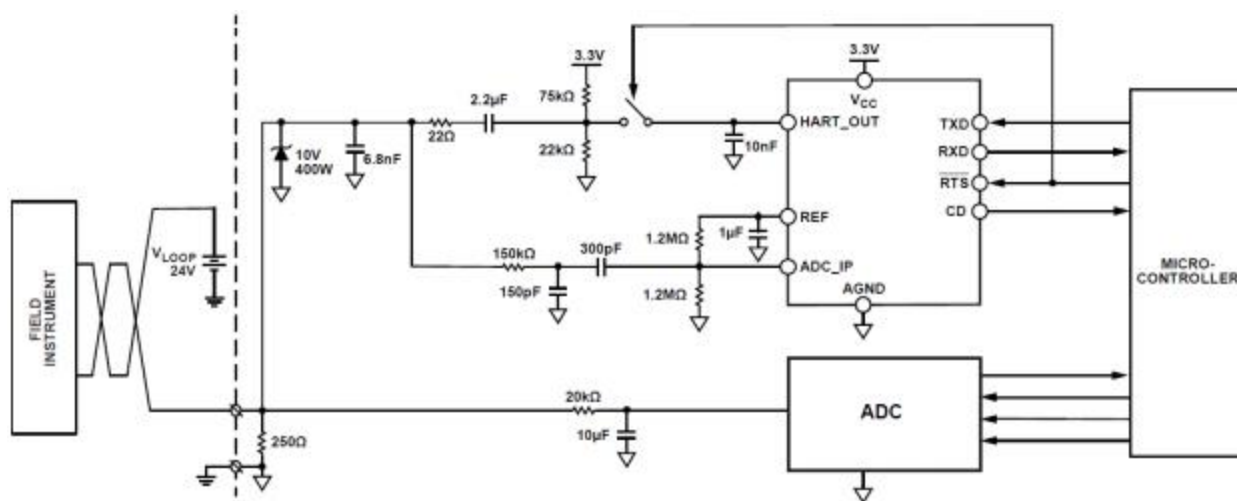 3.3V
3.3V
75kΩ
2.2µF
22Ω
22kΩ
10V
400W
6.8nF
10nF
VCC
HART_OUT
TXD
RXD
RTS
CD
REF
1µF
1.2MΩ
ADC_IP
1.2MΩ
AGND
150kΩ
300pF
150pF
VLOOP
24V
FIELD
INSTRUMENT
MICRO-
CONTROLLER
20kΩ
10µF
250Ω
ADC